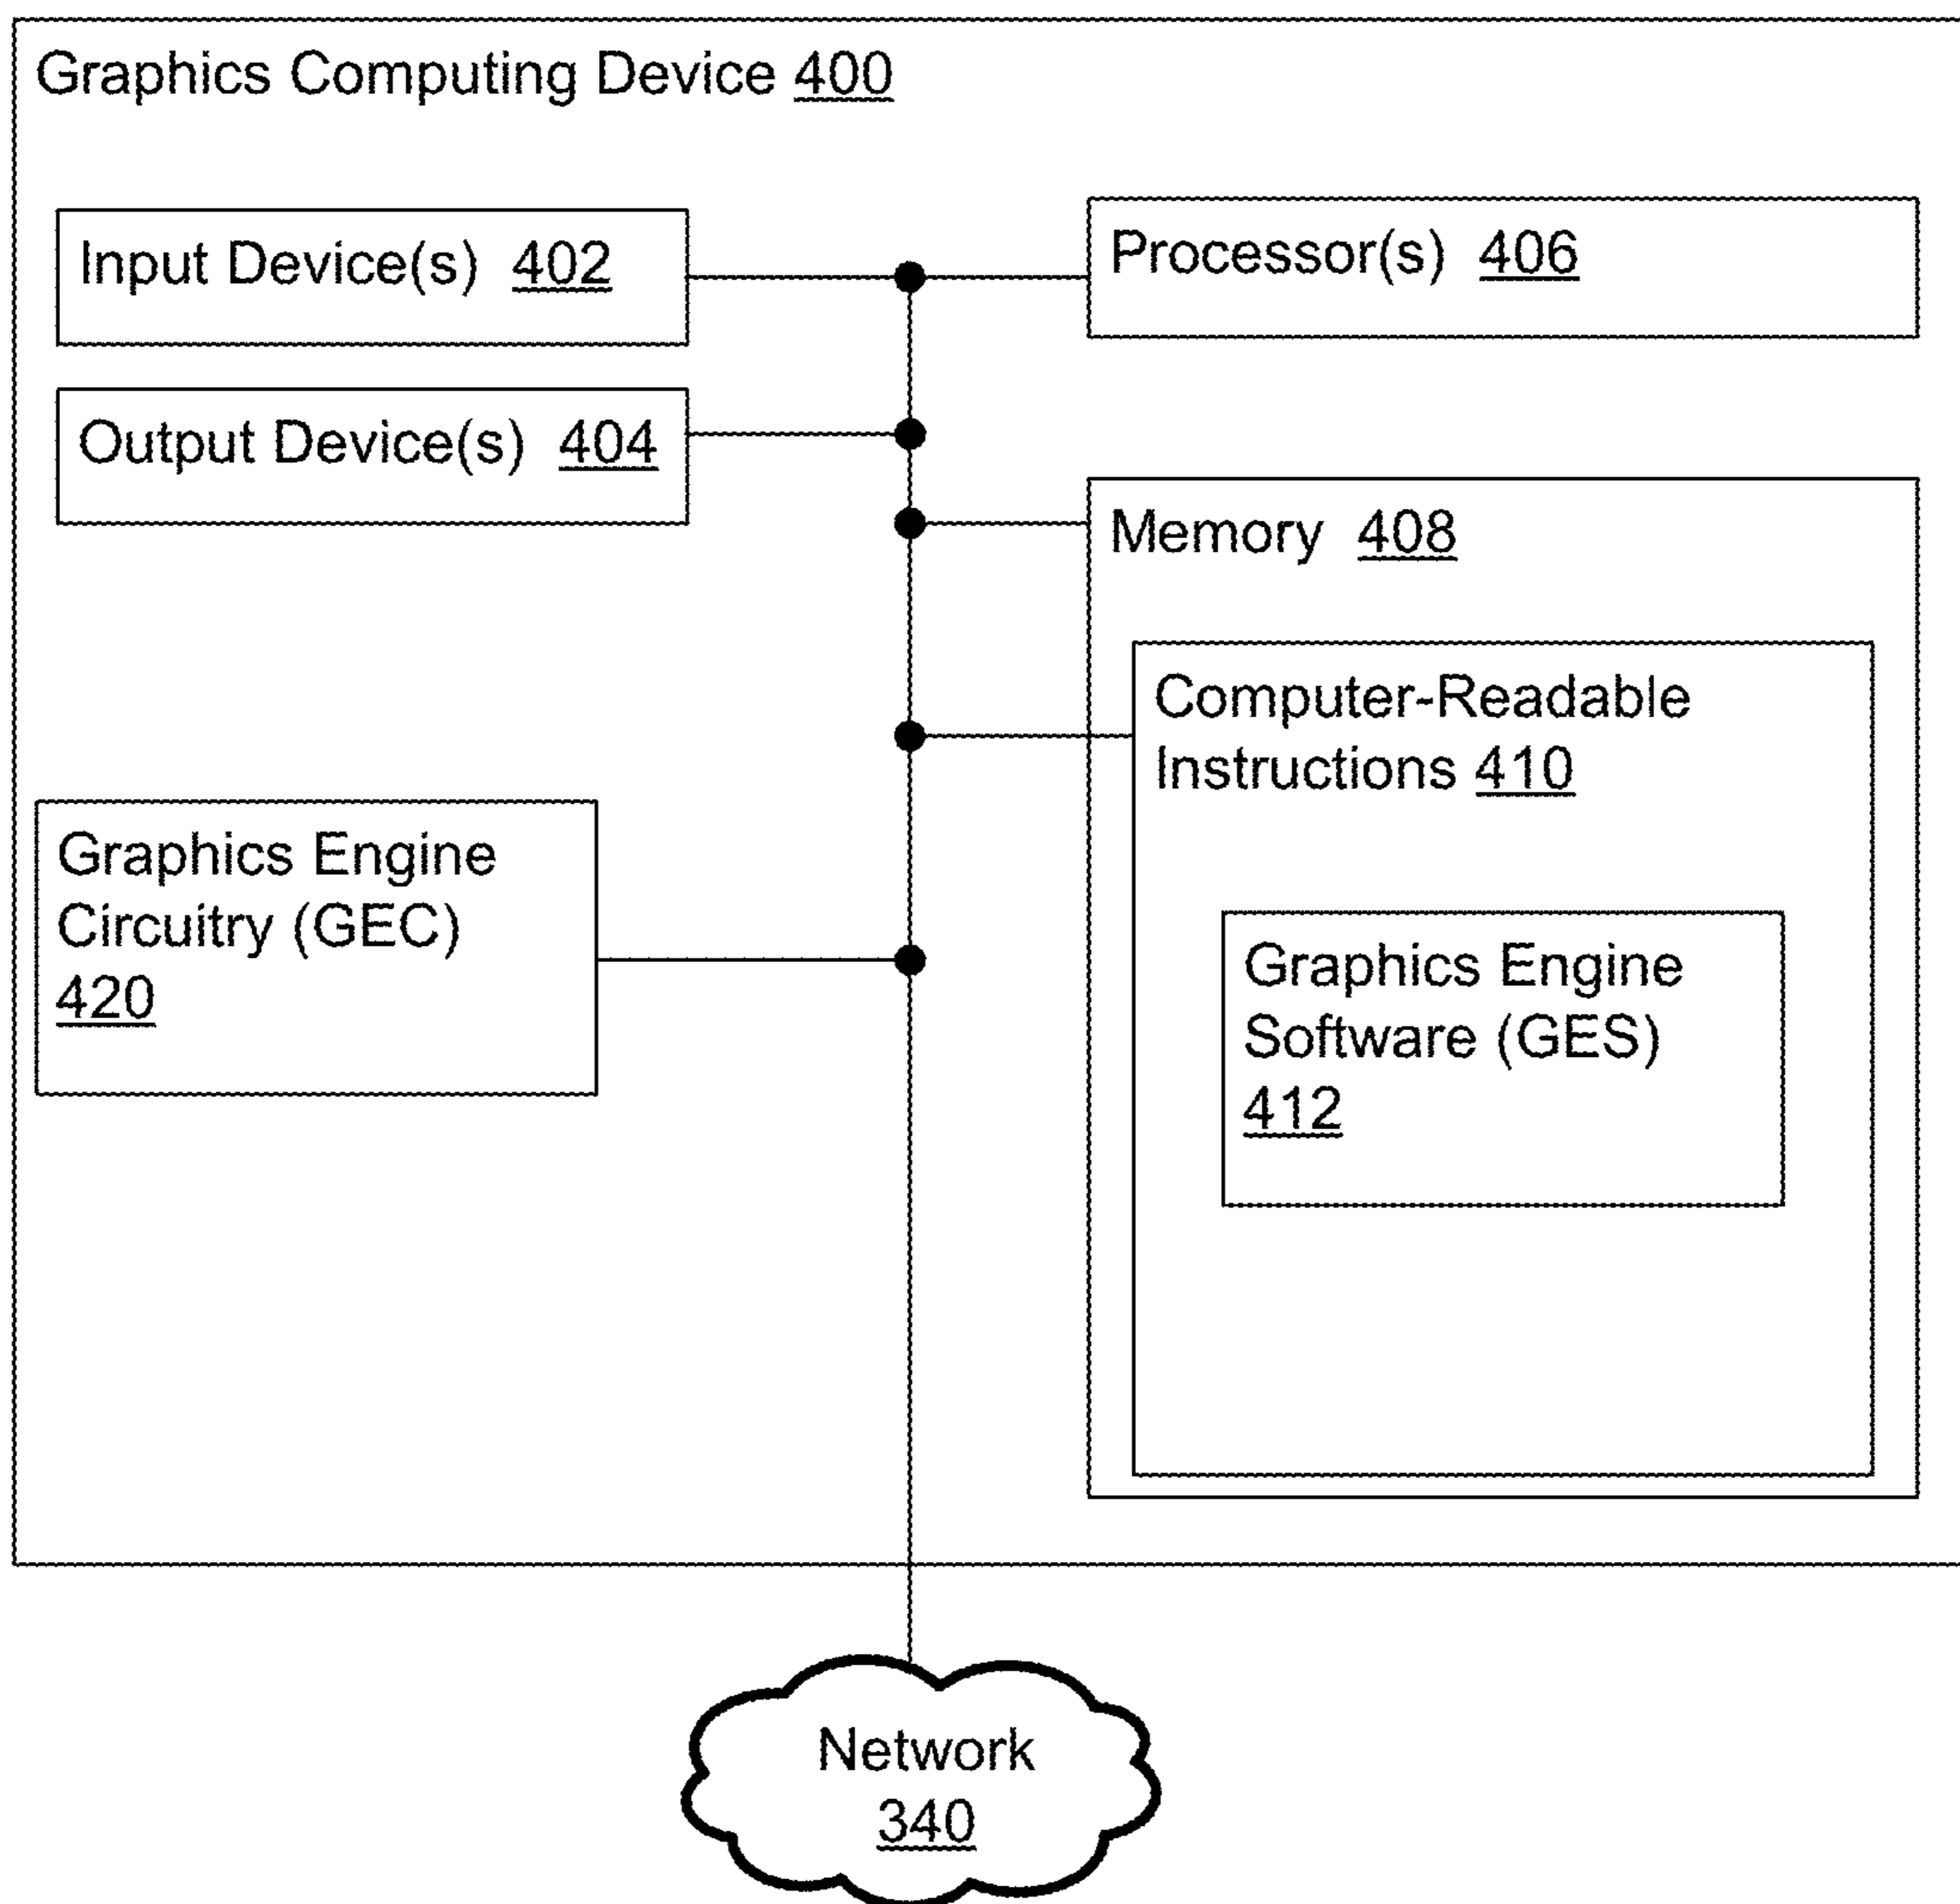 Graphics Computing Device 400
Input Device(s) 402
Processor(s) 406
Output Device(s) 404
Memory 408
Computer-Readable
Instructions 410
Graphics Engine
Circuitry (GEC)
420
Graphics Engine
Software (GES)
412
Network
340